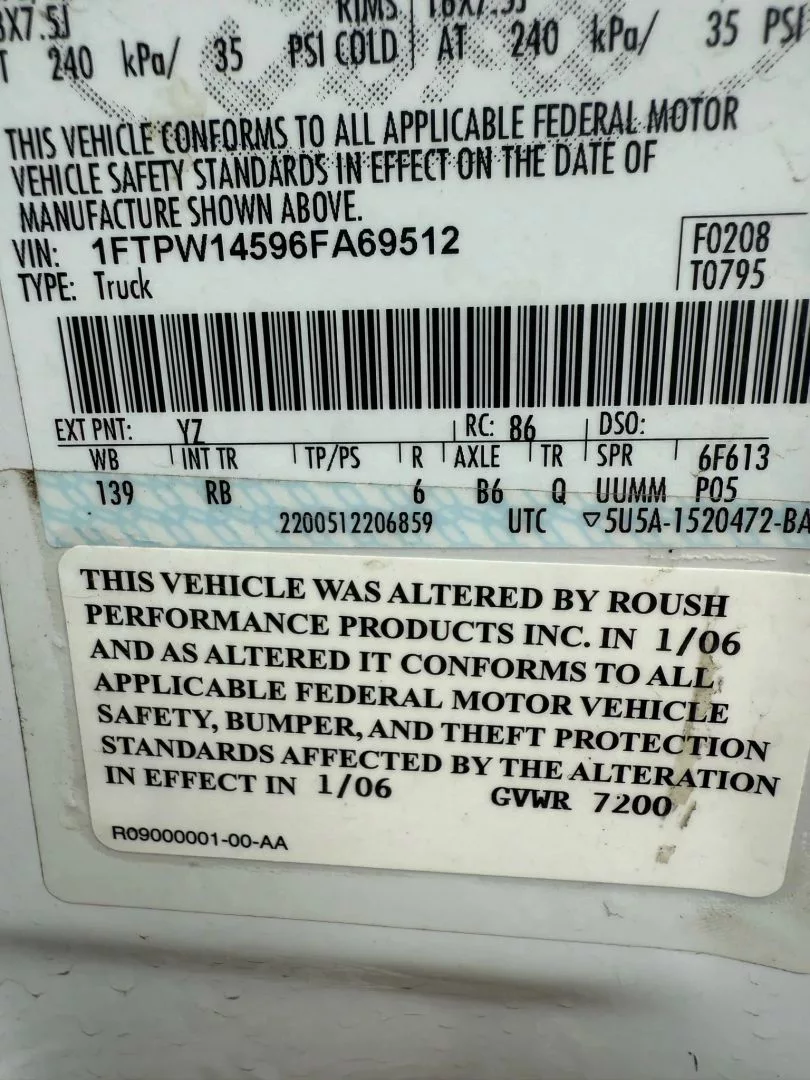 8X7.5J RIMS 18X7.5J
T 240 kPa/ 35 PSI COLD AT 240 kPa/ 35 PSI
THIS VEHICLE CONFORMS TO ALL APPLICABLE FEDERAL MOTOR
VEHICLE SAFETY STANDARDS IN EFFECT ON THE DATE OF
MANUFACTURE SHOWN ABOVE.
VIN: 1FTPW14596FA69512 F0208
TYPE: Truck T0795
EXT PNT: YZ RC: 86 DSO:
WB INT TR TP/PS R AXLE TR SPR 6F613
139 RB 6 B6 Q UUMM P05
2200512206859 UTC ▽5U5A-1520472-BA
THIS VEHICLE WAS ALTERED BY ROUSH
PERFORMANCE PRODUCTS INC. IN 1/06
AND AS ALTERED IT CONFORMS TO ALL
APPLICABLE FEDERAL MOTOR VEHICLE
SAFETY, BUMPER, AND THEFT PROTECTION
STANDARDS AFFECTED BY THE ALTERATION
IN EFFECT IN 1/06 GVWR 7200
R09000001-00-AA